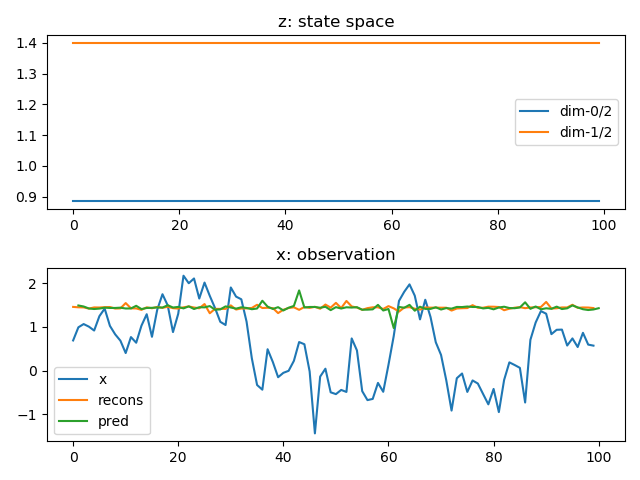 z: state space
1.4
1.3
1.2
1.1
1.0
0.9
dim-0/2
dim-1/2
0 20 40 60 80 100
x: observation
2
1
0
−1
x
recons
pred
0 20 40 60 80 100